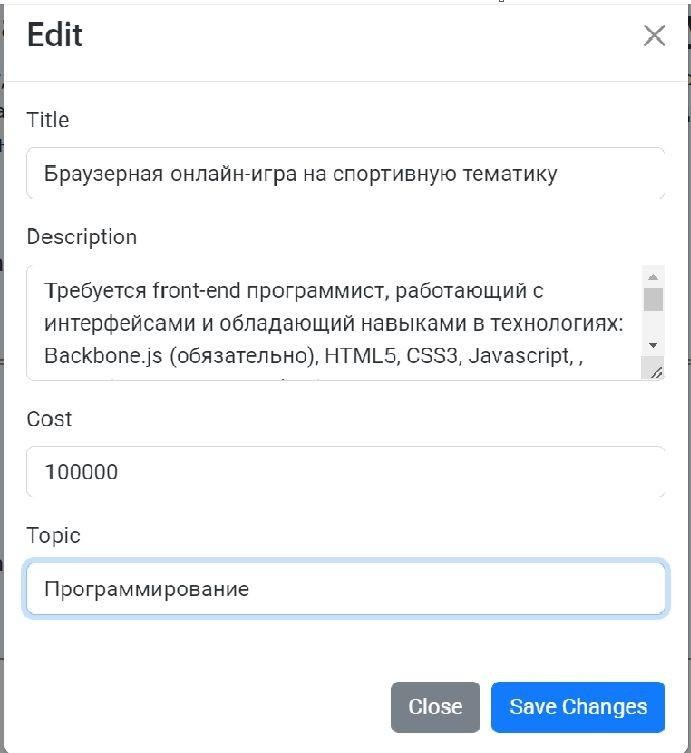 Edit
Title
Браузерная онлайн-игра на спортивную тематику
Description
Требуется front-end программист, работающий с
интерфейсами и обладающий навыками в технологиях:
Backbone.js (обязательно), HTML5, CSS3, Javascript, ,
Cost
100000
Topic
Программирование
Close
Save Changes